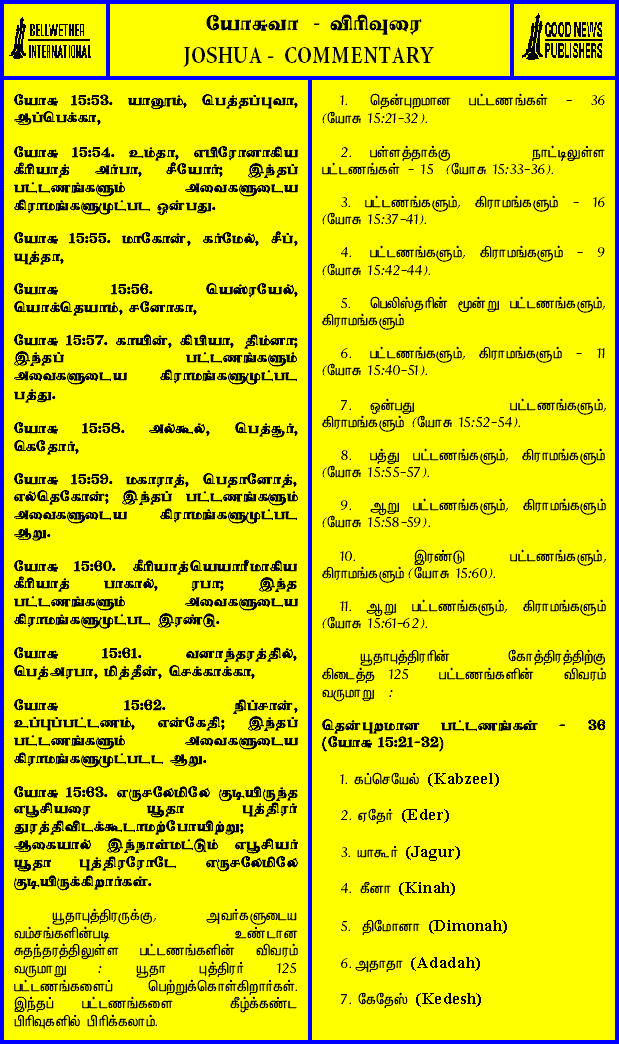 BELLWETHER
INTERNATIONAL
யோசுவா - விரிவுரை
JOSHUA - COMMENTARY
GOOD NEWS
PUBLISHERS
யோசு 15:53. யானூம், பெத்தப்புவா,
ஆப்பெக்கா,
யோசு 15:54. உம்தா, எபிரோனாகிய
கீரியாத் அர்பா, சீயோர்; இந்தப்
பட்டணங்களும் அவைகளுடைய
கிராமங்களுமுட்பட ஒன்பது.
யோசு 15:55. மாகோன், கர்மேல், சீப்,
யுத்தா,
யோசு 15:56. யெஸ்ரயேல்,
யொக்தெயாம், சனோகா,
யோசு 15:57. காயின், கிபியா, திம்னா;
இந்தப் பட்டணங்களும்
அவைகளுடைய கிராமங்களுமுட்பட
பத்து.
யோசு 15:58. அல்கூல், பெத்சூர்,
கெதோர்,
யோசு 15:59. மகாராத், பெதானோத்,
எல்தெகோன்; இந்தப் பட்டணங்களும்
அவைகளுடைய கிராமங்களுமுட்பட
ஆறு.
யோசு 15:60. கீரியாத்யெயாரீமாகிய
கீரியாத் பாகால், ரபா; இந்த
பட்டணங்களும் அவைகளுடைய
கிராமங்களுமுட்பட இரண்டு.
யோசு 15:61. வனாந்தரத்தில்,
பெத்அரபா, மித்தீன், செக்காக்கா,
யோசு 15:62. நிப்சான்,
உப்புப்பட்டணம், என்கேதி; இந்தப்
பட்டணங்களும் அவைகளுடைய
கிராமங்களுமுட்படட ஆறு.
யோசு 15:63. எருசலேமிலே குடியிருந்த
எபூசியரை யூதா புத்திரர்
துரத்திவிடக்கூடாமற்போயிற்று;
ஆகையால் இந்நாள்மட்டும் எபூசியர்
யூதா புத்திரரோடே எருசலேமிலே
குடியிருக்கிறார்கள்.
யூதாபுத்திரருக்கு, அவர்களுடைய
வம்சங்களின்படி உண்டான
சுதந்தரத்திலுள்ள பட்டணங்களின் விவரம்
வருமாறு : யூதா புத்திரர் 125
பட்டணங்களைப் பெற்றுக்கொள்கிறார்கள்.
இந்தப் பட்டணங்களை கீழ்க்கண்ட
பிரிவுகளில் பிரிக்கலாம்.
1. தென்புறமான பட்டணங்கள் - 36
(யோசு 15:21-32).
2. பள்ளத்தாக்கு நாட்டிலுள்ள
பட்டணங்கள் - 15 (யோசு 15:33-36).
3. பட்டணங்களும், கிராமங்களும் - 16
(யோசு 15:37-41).
4. பட்டணங்களும், கிராமங்களும் - 9
(யோசு 15:42-44).
5. பெலிஸ்தரின் மூன்று பட்டணங்களும்,
கிராமங்களும்
6. பட்டணங்களும், கிராமங்களும் - 11
(யோசு 15:40-51).
7. ஒன்பது பட்டணங்களும்,
கிராமங்களும் (யோசு 15:52-54).
8. பத்து பட்டணங்களும், கிராமங்களும்
(யோசு 15:55-57).
9. ஆறு பட்டணங்களும், கிராமங்களும்
(யோசு 15:58-59).
10. இரண்டு பட்டணங்களும்,
கிராமங்களும் (யோசு 15:60).
11. ஆறு பட்டணங்களும், கிராமங்களும்
(யோசு 15:61-62).
யூதாபுத்திரரின் கோத்திரத்திற்கு
கிடைத்த 125 பட்டணங்களின் விவரம்
வருமாறு :
தென்புறமான பட்டணங்கள் - 36
(யோசு 15:21-32)
1. கப்செயேல் (Kabzeel)
2. ஏதேர் (Eder)
3. யாகூர் (Jagur)
4. கீனா (Kinah)
5. திமோனா (Dimonah)
6. அதாதா (Adadah)
7. கேதேஸ் (Kedesh)